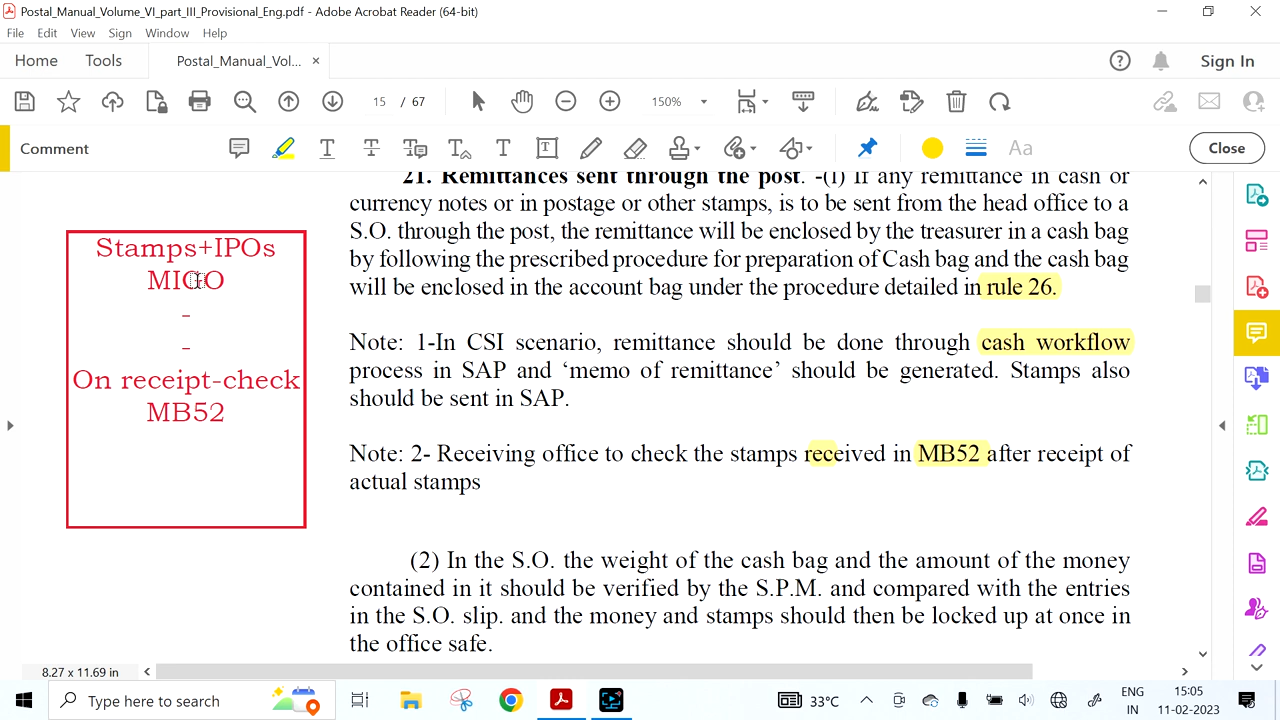 Postal_Manual_Volume_VI_part_III_Provisional_Eng.pdf - Adobe Acrobat Reader (64-bit)
File Edit View Sign Window Help
Home Tools Postal_Manual_Vol... × Sign In
15 / 67 150%
Comment Aa Close
21. Remittances sent through the post. -(I) If any remittance in cash or
currency notes or in postage or other stamps, is to be sent from the head office to a
S.O. through the post, the remittance will be enclosed by the treasurer in a cash bag
by following the prescribed procedure for preparation of Cash bag and the cash bag
will be enclosed in the account bag under the procedure detailed in rule 26.
Note: 1-In CSI scenario, remittance should be done through cash workflow
process in SAP and ‘memo of remittance’ should be generated. Stamps also
should be sent in SAP.
Note: 2- Receiving office to check the stamps received in MB52 after receipt of
actual stamps
(2) In the S.O. the weight of the cash bag and the amount of the money
contained in it should be verified by the S.P.M. and compared with the entries
in the S.O. slip. and the money and stamps should then be locked up at once in
the office safe.
Stamps+IPOs
MIGO
-
-
On receipt-check
MB52
8.27 x 11.69 in
Type here to search
33°C
ENG
IN
15:05
11-02-2023